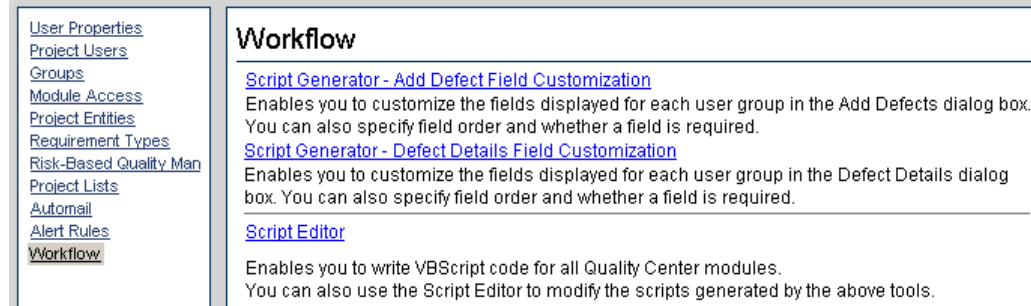 User Properties
Project Users
Groups
Module Access
Project Entities
Requirement Types
Risk-Based Quality Man
Project Lists
Automail
Alert Rules
Workflow
Workflow
Script Generator - Add Defect Field Customization
Enables you to customize the fields displayed for each user group in the Add Defects dialog box.
You can also specify field order and whether a field is required.
Script Generator - Defect Details Field Customization
Enables you to customize the fields displayed for each user group in the Defect Details dialog
box. You can also specify field order and whether a field is required.
Script Editor
Enables you to write VBScript code for all Quality Center modules.
You can also use the Script Editor to modify the scripts generated by the above tools.